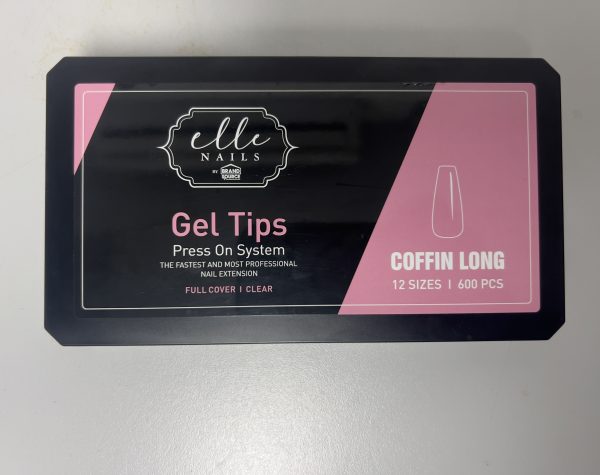 elle
NAILS
BY BRAND
SOURCE
Gel Tips
Press On System
THE FASTEST AND MOST PROFESSIONAL
NAIL EXTENSION
FULL COVER | CLEAR
COFFIN LONG
12 SIZES | 600 PCS